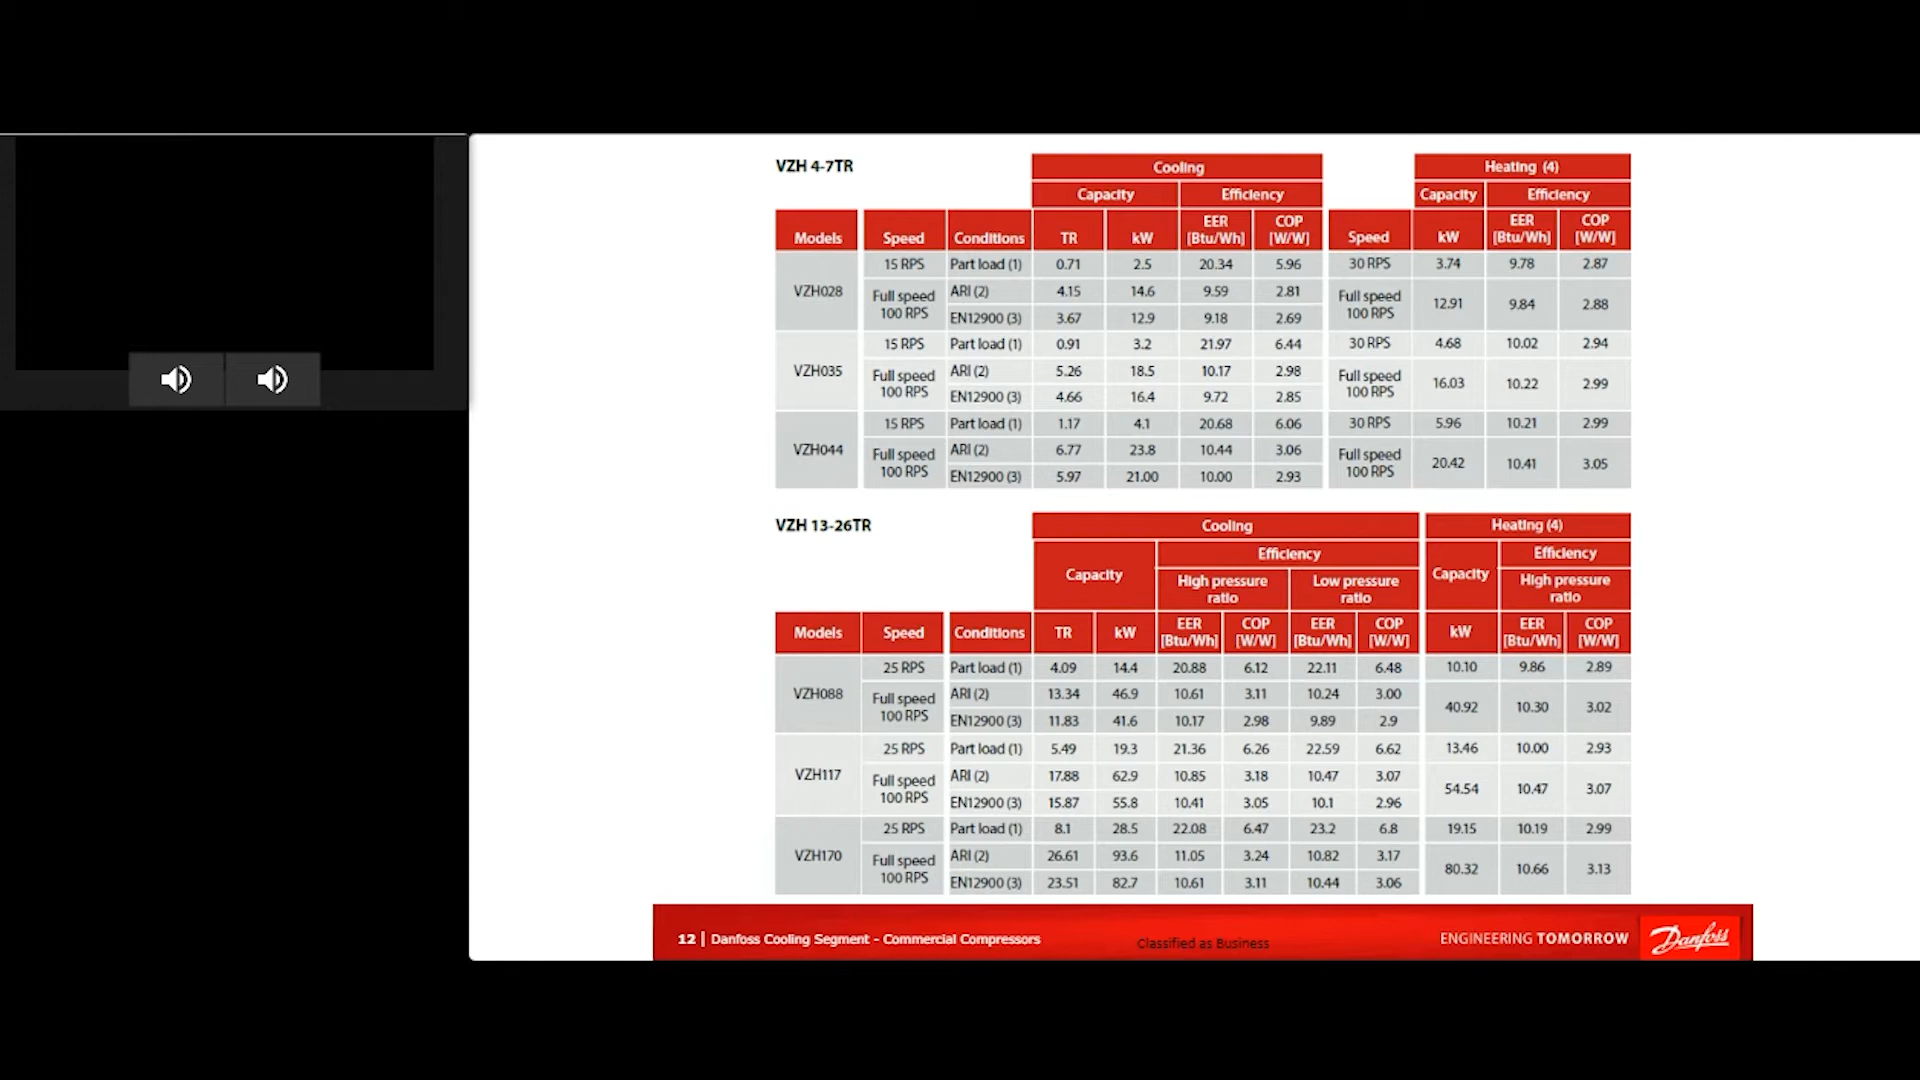 VZH 4-7TR
Cooling
Heating (4)
Capacity Efficiency Capacity Efficiency
Models Speed Conditions TR kW EER [Btu/Wh] COP [W/W] Speed kW EER [Btu/Wh] COP [W/W]
VZH028 15 RPS Part load (1) 0.71 2.5 20.34 5.96 30 RPS 3.74 9.78 2.87
Full speed 100 RPS ARI (2) 4.15 14.6 9.59 2.81 Full speed 100 RPS 12.91 9.84 2.88
EN12900 (3) 3.67 12.9 9.18 2.69
VZH035 15 RPS Part load (1) 0.91 3.2 21.97 6.44 30 RPS 4.68 10.02 2.94
Full speed 100 RPS ARI (2) 5.26 18.5 10.17 2.98 Full speed 100 RPS 16.03 10.22 2.99
EN12900 (3) 4.66 16.4 9.72 2.85
VZH044 15 RPS Part load (1) 1.17 4.1 20.68 6.06 30 RPS 5.96 10.21 2.99
Full speed 100 RPS ARI (2) 6.77 23.8 10.44 3.06 Full speed 100 RPS 20.42 10.41 3.05
EN12900 (3) 5.97 21.00 10.00 2.93
VZH 13-26TR
Cooling
Heating (4)
Capacity Efficiency Capacity Efficiency
High pressure ratio Low pressure ratio High pressure ratio
Models Speed Conditions TR kW EER [Btu/Wh] COP [W/W] EER [Btu/Wh] COP [W/W] kW EER [Btu/Wh] COP [W/W]
VZH088 25 RPS Part load (1) 4.09 14.4 20.88 6.12 22.11 6.48 10.10 9.86 2.89
Full speed 100 RPS ARI (2) 13.34 46.9 10.61 3.11 10.24 3.00 40.92 10.30 3.02
EN12900 (3) 11.83 41.6 10.17 2.98 9.89 2.9
VZH117 25 RPS Part load (1) 5.49 19.3 21.36 6.26 22.59 6.62 13.46 10.00 2.93
Full speed 100 RPS ARI (2) 17.88 62.9 10.85 3.18 10.47 3.07 54.54 10.47 3.07
EN12900 (3) 15.87 55.8 10.41 3.05 10.1 2.96
VZH170 25 RPS Part load (1) 8.1 28.5 22.08 6.47 23.2 6.8 19.15 10.19 2.99
Full speed 100 RPS ARI (2) 26.61 93.6 11.05 3.24 10.82 3.17 80.32 10.66 3.13
EN12900 (3) 23.51 82.7 10.61 3.11 10.44 3.06
12 | Danfoss Cooling Segment - Commercial Compressors
Classified as Business
ENGINEERING TOMORROW
Danfoss